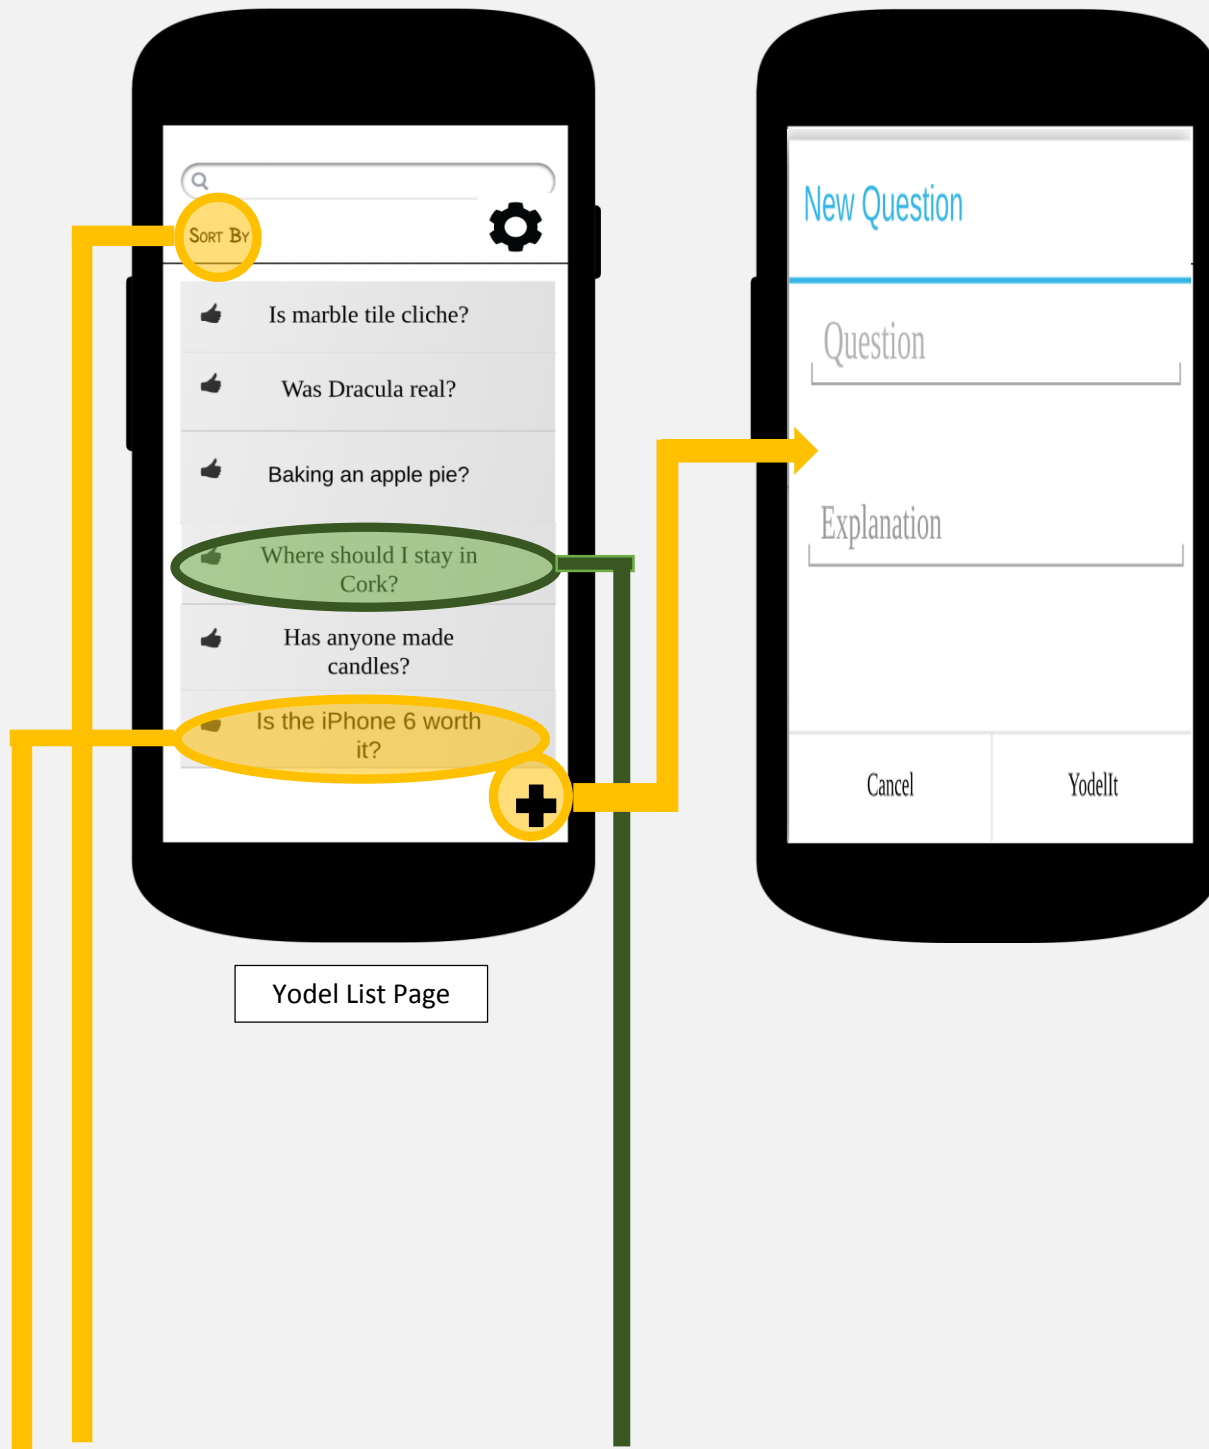 Sort By
Is marble tile cliche?
Was Dracula real?
Baking an apple pie?
Where should I stay in
Cork?
Has anyone made
candles?
Is the iPhone 6 worth
it?
Yodel List Page
New Question
Question
Explanation
Cancel
YodelIt